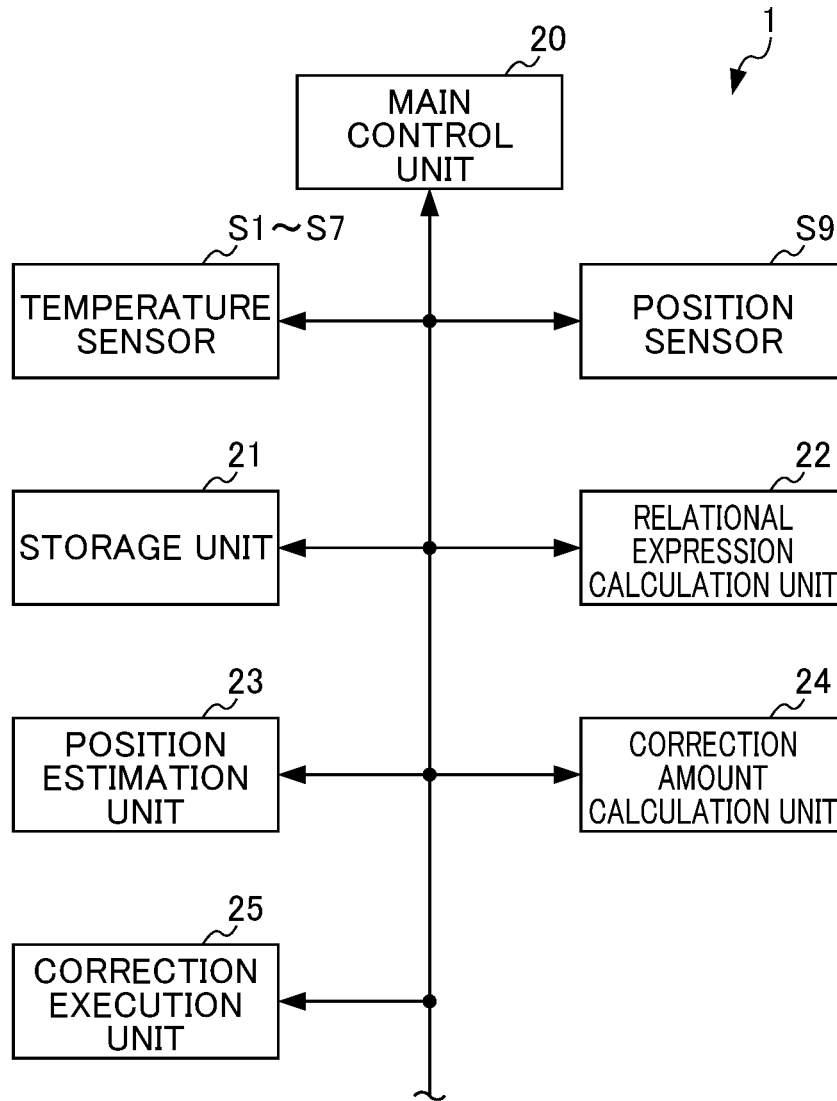 1
20
MAIN
CONTROL
UNIT
S1～S7
TEMPERATURE
SENSOR
S9
POSITION
SENSOR
21
STORAGE UNIT
22
RELATIONAL
EXPRESSION
CALCULATION UNIT
23
POSITION
ESTIMATION
UNIT
24
CORRECTION
AMOUNT
CALCULATION UNIT
25
CORRECTION
EXECUTION
UNIT